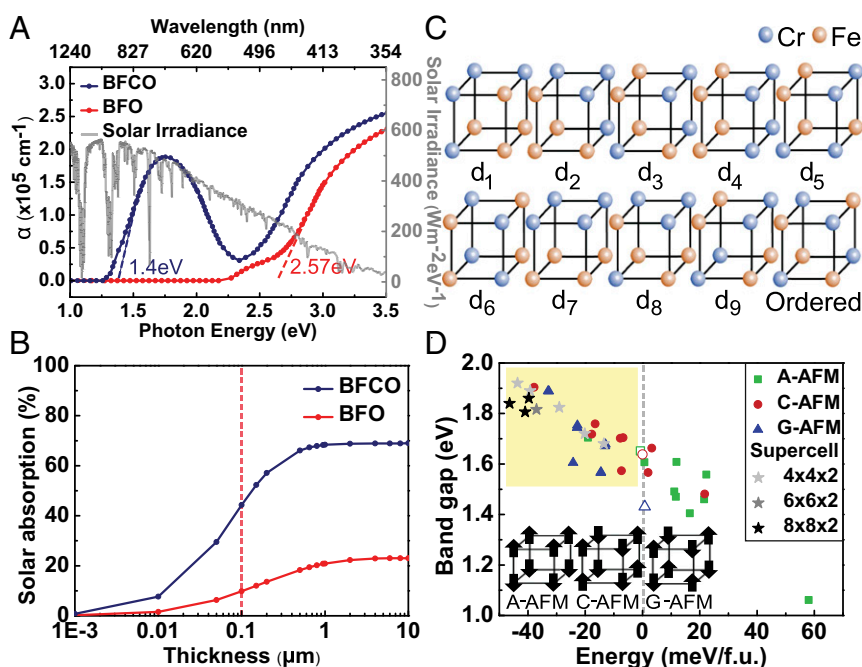 A
Wavelength (nm)
1240 827 620 496 413 354
α (x10⁵ cm⁻¹)
3.0
2.5
2.0
1.5
1.0
0.5
0.0
BFCO
BFO
Solar Irradiance
1.4eV
2.57eV
800
600
400
200
0
Solar Irradiance (Wm⁻²eV⁻¹)
1.0 1.5 2.0 2.5 3.0 3.5
Photon Energy (eV)
B
Solar absorption (%)
100
80
60
40
20
0
BFCO
BFO
1E-3 0.01 0.1 1 10
Thickness (µm)
C
Cr Fe
d₁ d₂ d₃ d₄ d₅
d₆ d₇ d₈ d₉ Ordered
D
Band gap (eV)
2.0
1.8
1.6
1.4
1.2
1.0
A-AFM
C-AFM
G-AFM
Supercell
4x4x2
6x6x2
8x8x2
A-AFM C-AFM G-AFM
-40 -20 0 20 40 60
Energy (meV/f.u.)